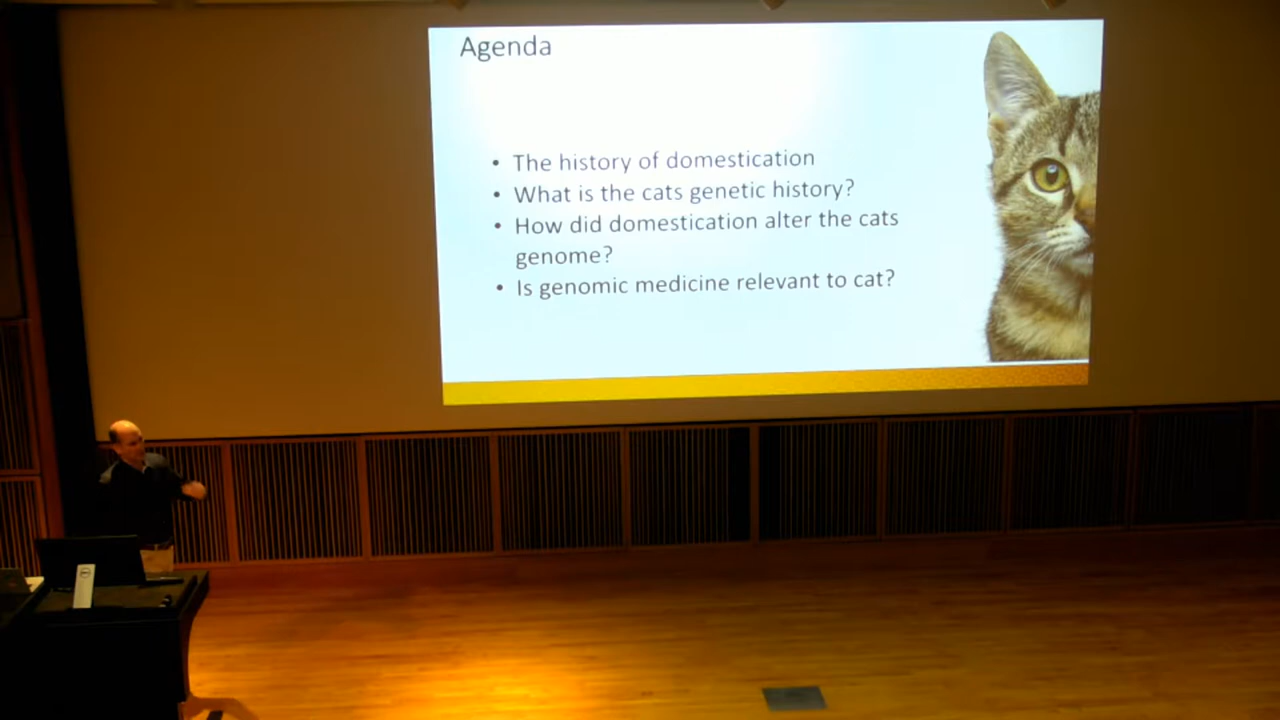 Agenda
• The history of domestication
• What is the cats genetic history?
• How did domestication alter the cats
genome?
• Is genomic medicine relevant to cat?